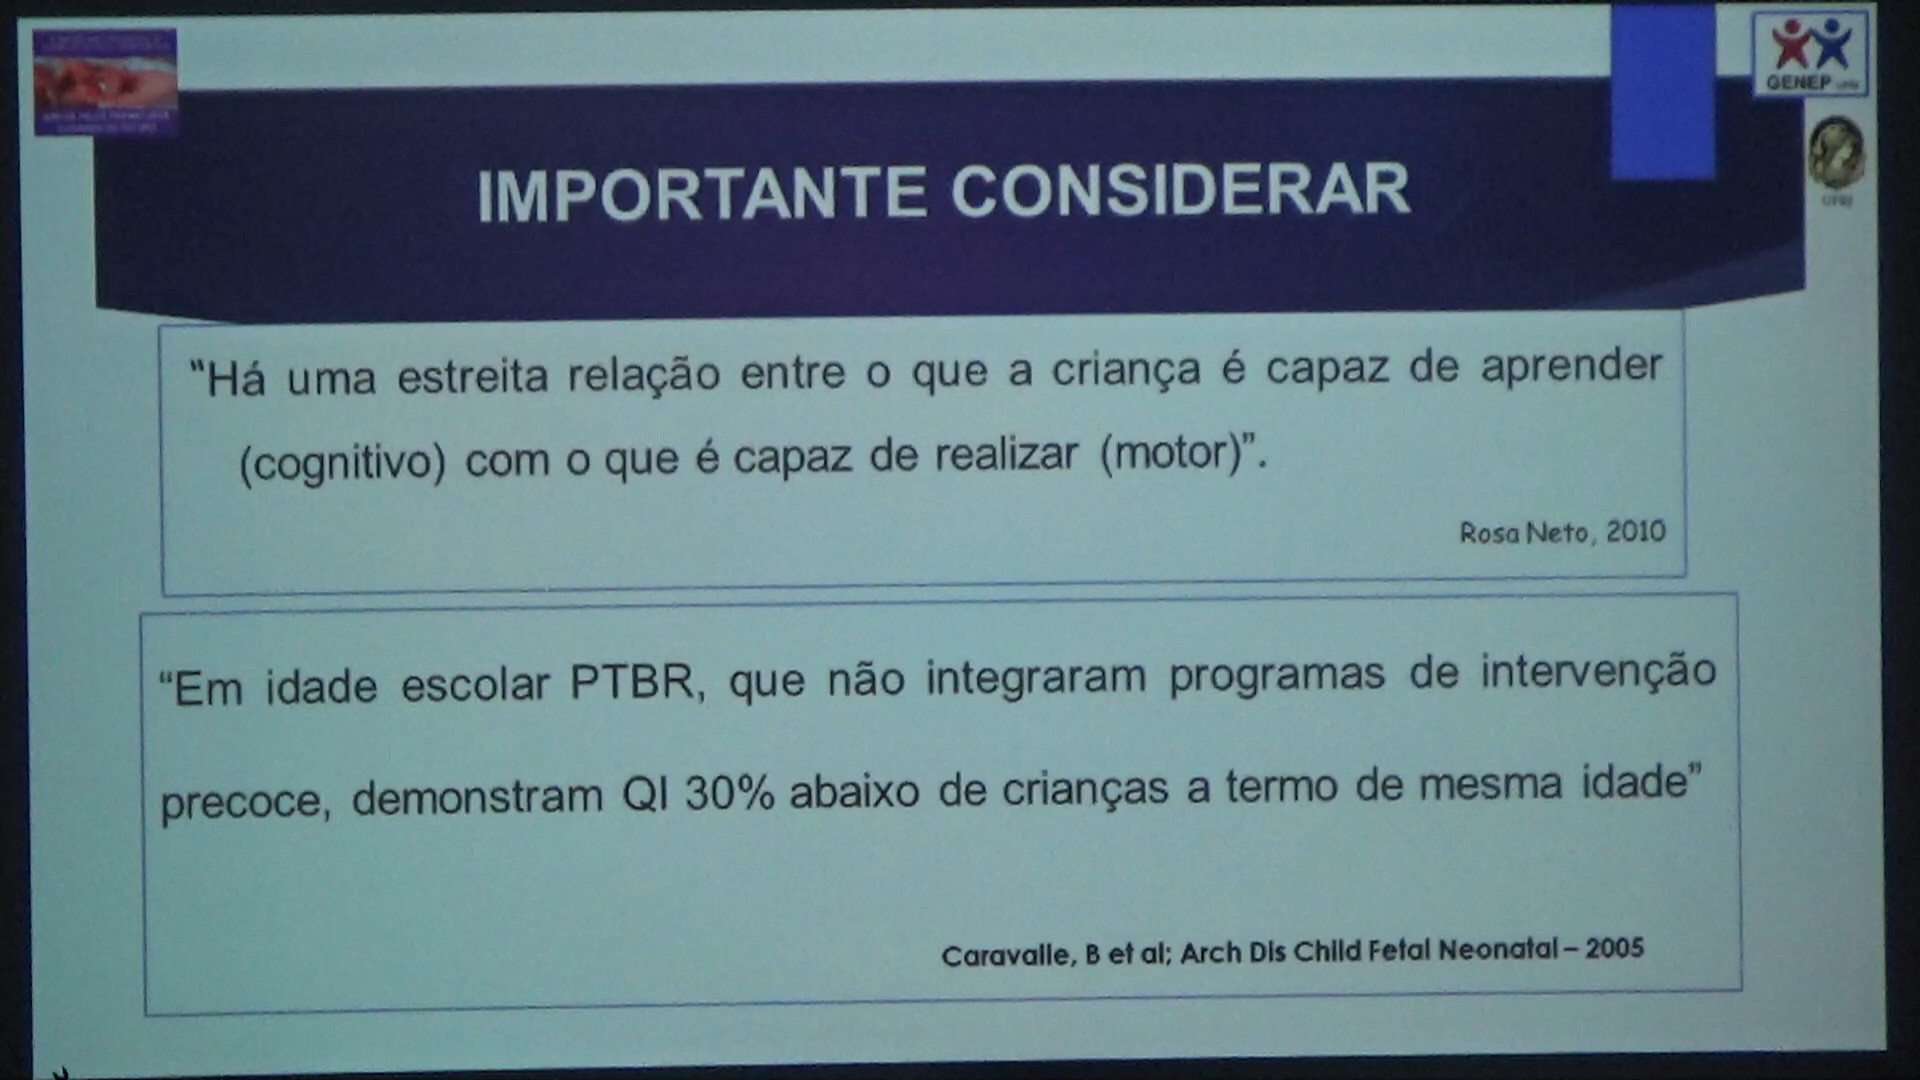 GENEP
UFRJ
IMPORTANTE CONSIDERAR
“Há uma estreita relação entre o que a criança é capaz de aprender
(cognitivo) com o que é capaz de realizar (motor)”.
Rosa Neto, 2010
“Em idade escolar PTBR, que não integraram programas de intervenção
precoce, demonstram QI 30% abaixo de crianças a termo de mesma idade”
Caravalle, B et al; Arch Dis Child Fetal Neonatal – 2005